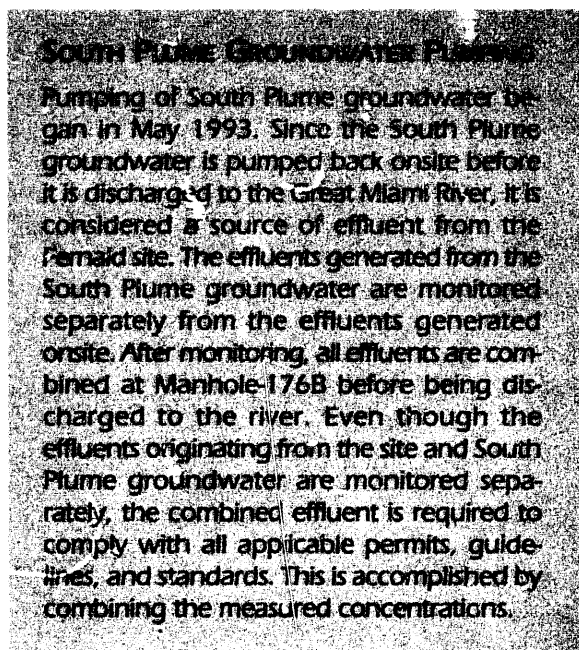 SOUTH PLUME GROUNDWATER PUMPING
Pumping of South Plume groundwater be-
gan in May 1993. Since the South Plume
groundwater is pumped back onsite before
it is discharged to the Great Miami River, it is
considered a source of effluent from the
Fernald site. The effluents generated from the
South Plume groundwater are monitored
separately from the effluents generated
onsite. After monitoring, all effluents are com-
bined at Manhole-176B before being dis-
charged to the river. Even though the
effluents originating from the site and South
Plume groundwater are monitored sepa-
rately, the combined effluent is required to
comply with all applicable permits, guide-
lines, and standards. This is accomplished by
combining the measured concentrations.